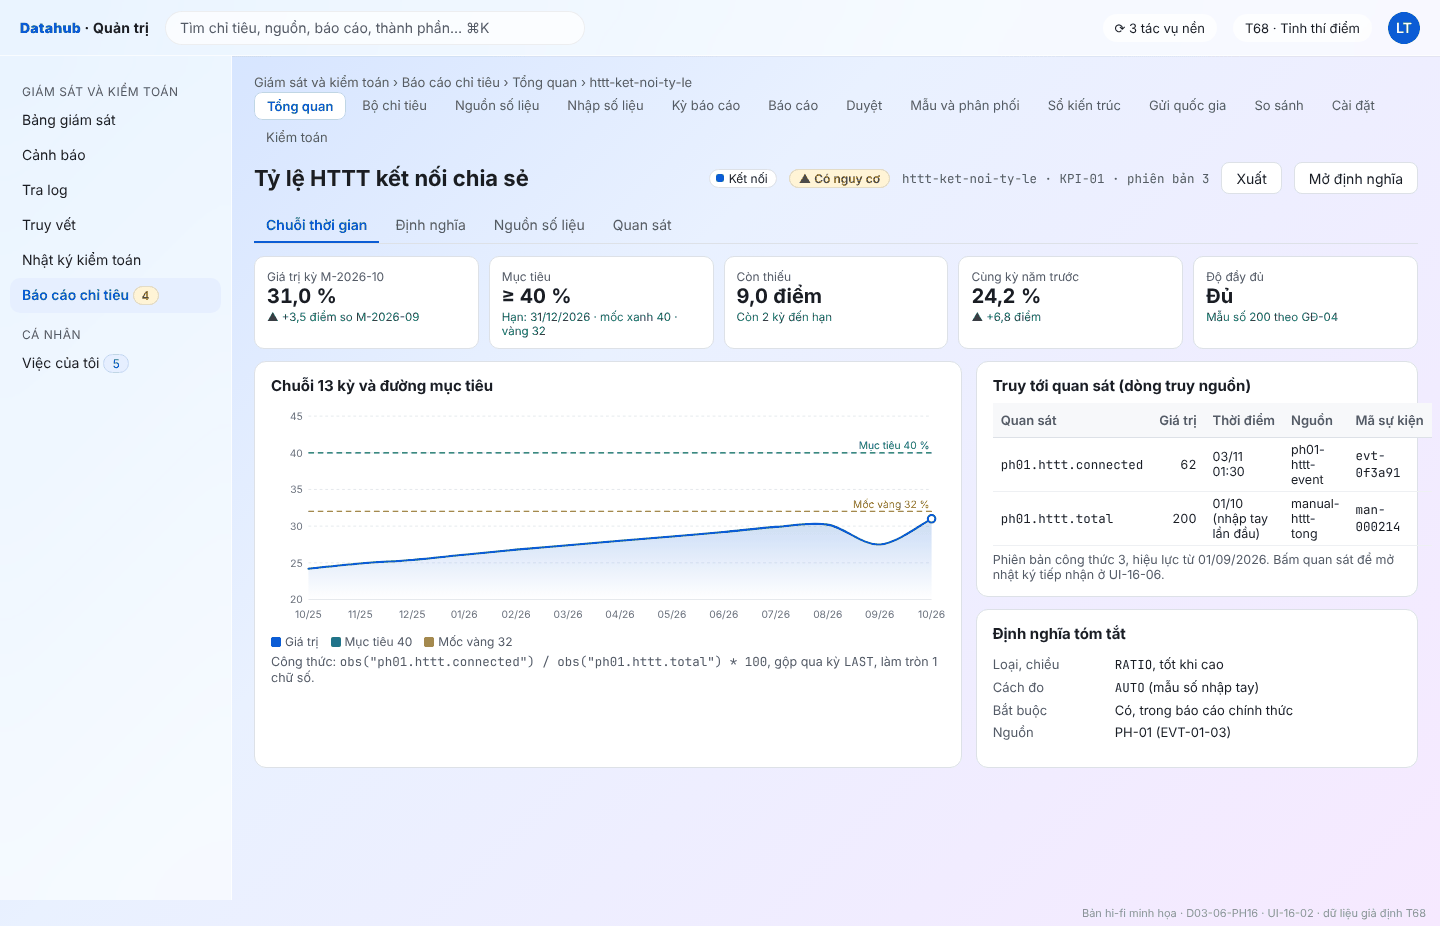 Datahub · Quản trị
Tìm chỉ tiêu, nguồn, báo cáo, thành phần... ⌘K
⟳ 3 tác vụ nền
T68 · Tỉnh thí điểm
LT
GIÁM SÁT VÀ KIỂM TOÁN
Bảng giám sát
Cảnh báo
Tra log
Truy vết
Nhật ký kiểm toán
Báo cáo chỉ tiêu 4
CÁ NHÂN
Việc của tôi 5
Giám sát và kiểm toán › Báo cáo chỉ tiêu › Tổng quan › httt-ket-noi-ty-le
Tổng quan Bộ chỉ tiêu Nguồn số liệu Nhập số liệu Kỳ báo cáo Báo cáo Duyệt Mẫu và phân phối Sổ kiến trúc Gửi quốc gia So sánh Cài đặt
Kiểm toán
Tỷ lệ HTTT kết nối chia sẻ
Kết nối
▲ Có nguy cơ
httt-ket-noi-ty-le · KPI-01 · phiên bản 3
Xuất
Mở định nghĩa
Chuỗi thời gian Định nghĩa Nguồn số liệu Quan sát
Giá trị kỳ M-2026-10
31,0 %
▲ +3,5 điểm so M-2026-09
Mục tiêu
≥ 40 %
Hạn: 31/12/2026 · mốc xanh 40 ·
vàng 32
Còn thiếu
9,0 điểm
Còn 2 kỳ đến hạn
Cùng kỳ năm trước
24,2 %
▲ +6,8 điểm
Độ đầy đủ
Đủ
Mẫu số 200 theo GĐ-04
Chuỗi 13 kỳ và đường mục tiêu
45
40
35
30
25
20
Mục tiêu 40 %
Mốc vàng 32 %
10/25 11/25 12/25 01/26 02/26 03/26 04/26 05/26 06/26 07/26 08/26 09/26 10/26
Giá trị Mục tiêu 40 Mốc vàng 32
Công thức: obs("ph01.httt.connected") / obs("ph01.httt.total") * 100, gộp qua kỳ LAST, làm tròn 1
chữ số.
Truy tới quan sát (dòng truy nguồn)
Quan sát Giá trị Thời điểm Nguồn Mã sự kiện
ph01.httt.connected 62
03/11
01:30
ph01-
httt-
event
evt-
0f3a91
ph01.httt.total 200
01/10
(nhập tay
lần đầu)
manual-
httt-
tong
man-
000214
Phiên bản công thức 3, hiệu lực từ 01/09/2026. Bấm quan sát để mở
nhật ký tiếp nhận ở UI-16-06.
Định nghĩa tóm tắt
Loại, chiều RATIO, tốt khi cao
Cách đo AUTO (mẫu số nhập tay)
Bắt buộc Có, trong báo cáo chính thức
Nguồn PH-01 (EVT-01-03)
Bản hi-fi minh họa · D03-06-PH16 · UI-16-02 · dữ liệu giả định T68